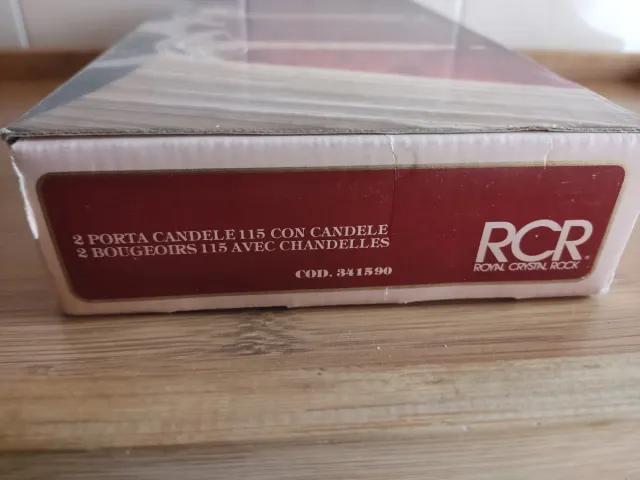 2 PORTA CANDELE 115 CON CANDELE
2 BOUGEOIRS 115 AVEC CHANDELLES
COD. 341590
RCR®
ROYAL CRYSTAL ROCK